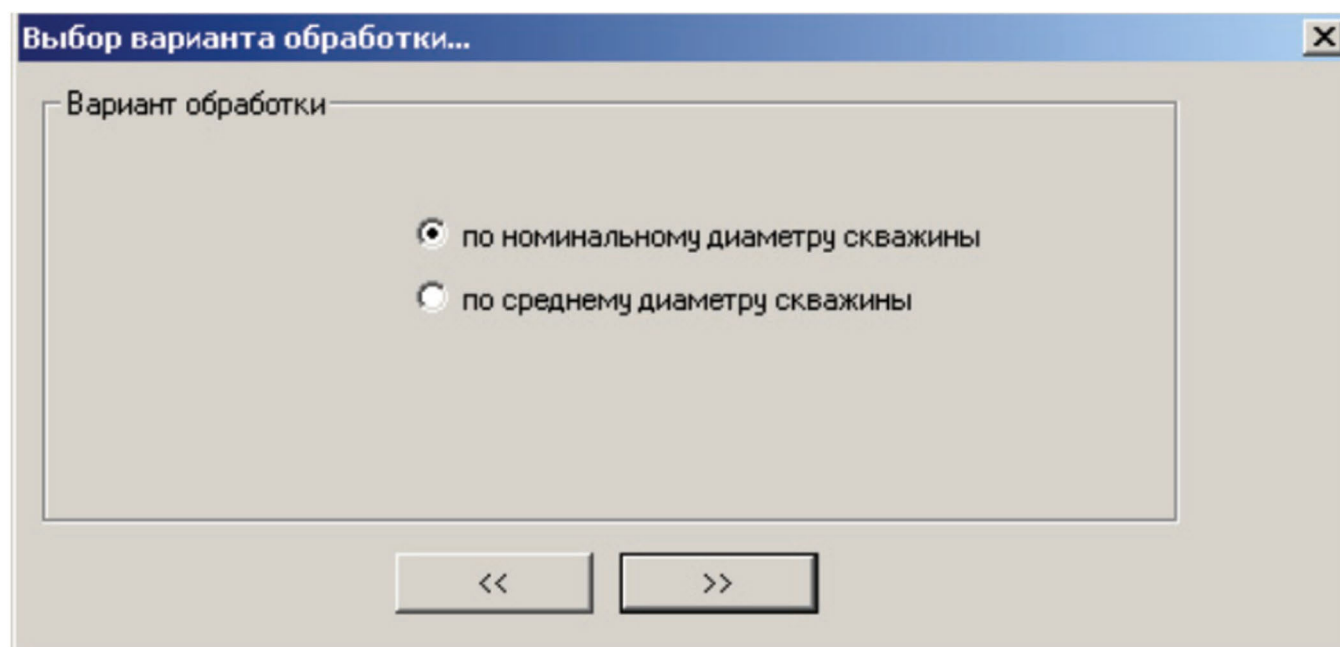 Выбор варианта обработки...
Вариант обработки
по номинальному диаметру скважины
по среднему диаметру скважины
<< >>